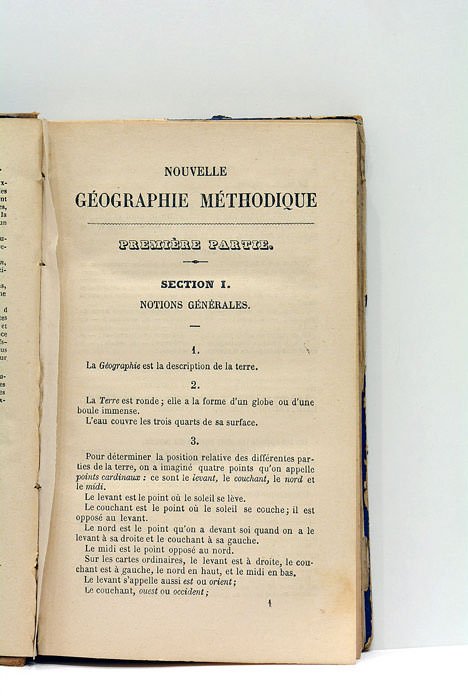 NOUVELLE
GÉOGRAPHIE MÉTHODIQUE
PREMIÈRE PARTIE.
SECTION I.
NOTIONS GÉNÉRALES.
1.
La Géographie est la description de la terre.
2.
La Terre est ronde ; elle a la forme d'un globe ou d'une
boule immense.
L'eau couvre les trois quarts de sa surface.
3.
Pour déterminer la position relative des différentes par-
ties de la terre, on a imaginé quatre points qu'on appelle
points cardinaux : ce sont le levant, le couchant, le nord et
le midi.
Le levant est le point où le soleil se lève.
Le couchant est le point où le soleil se couche ; il est
opposé au levant.
Le nord est le point qu'on a devant soi quand on a le
levant à sa droite et le couchant à sa gauche.
Le midi est le point opposé au nord.
Sur les cartes ordinaires, le levant est à droite, le cou-
chant est à gauche, le nord en haut, et le midi en bas.
Le levant s'appelle aussi est ou orient ;
Le couchant, ouest ou occident ;
1